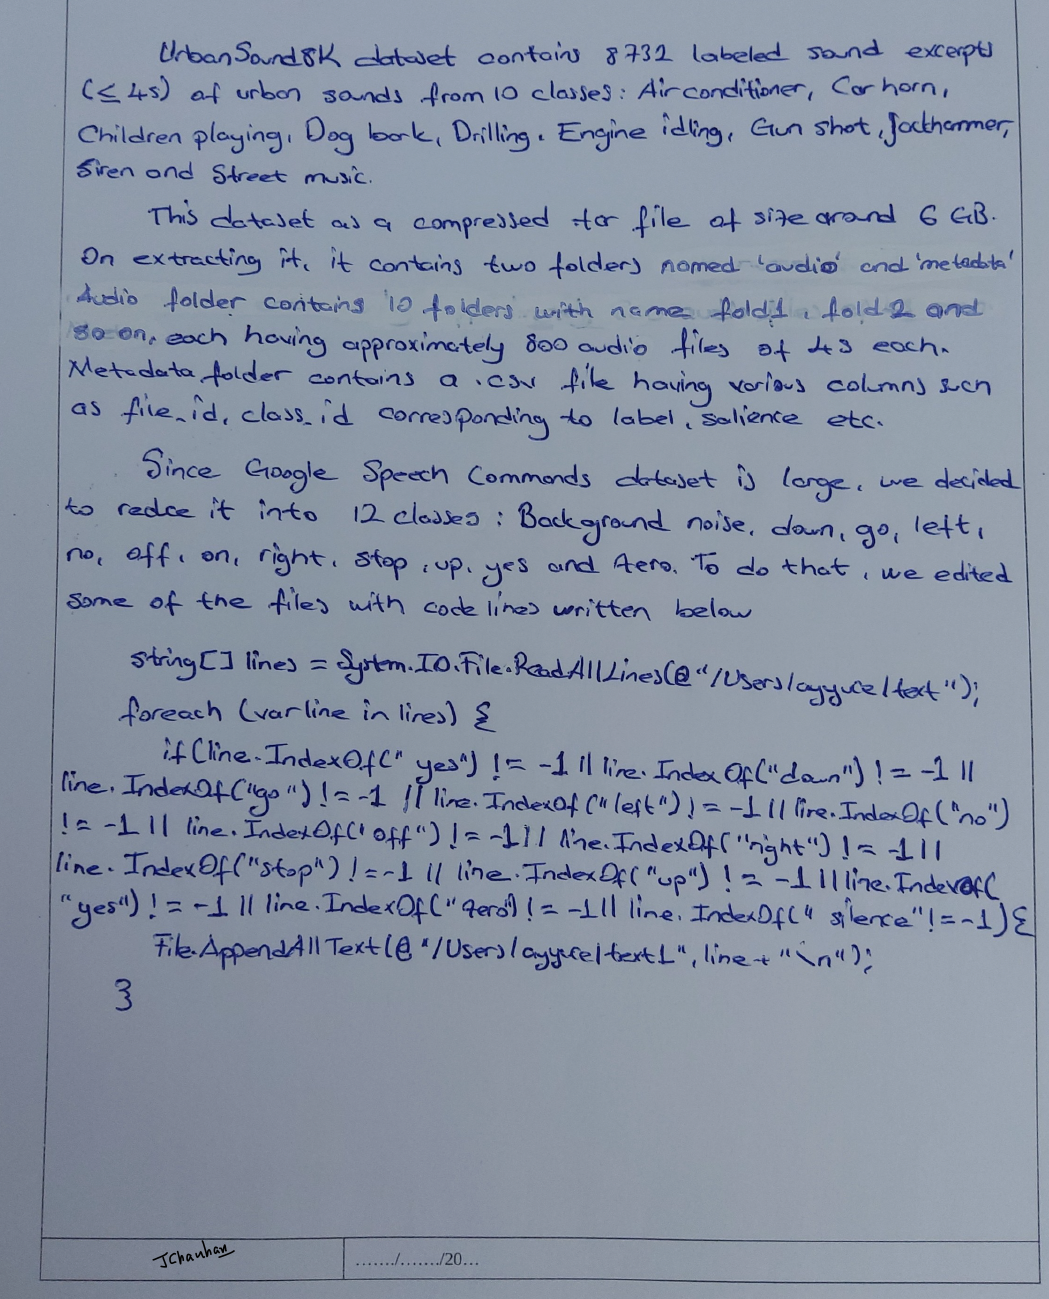 UrbanSound8K dataset contains 8732 labeled sound excerpts
(≤ 4s) of urban sounds from 10 classes: Air conditioner, Car horn,
Children playing, Dog bark, Drilling, Engine idling, Gun shot, Jackhammer,
Siren and Street music.
This dataset as a compressed tar file of size around 6 GB.
On extracting it, it contains two folders named 'audio' and 'metadata'
Audio folder contains 10 folders with name fold1, fold2 and
so on, each having approximately 800 audio files of 4s each.
Metadata folder contains a .csv file having various columns such
as file_id, class_id corresponding to label, salience etc.
Since Google Speech Commands dataset is large, we decided
to redce it into 12 classes : Background noise, down, go, left,
no, off, on, right, stop, up, yes and zero. To do that, we edited
some of the files with code lines written below
string[] lines = System.IO.File.ReadAllLines(@"/Users/ayyuce/text");
foreach (var line in lines) {
if (line.IndexOf("yes") != -1 || line.IndexOf("down") != -1 ||
line.IndexOf("go") != -1 || line.IndexOf("left") != -1 || line.IndexOf("no")
!= -1 || line.IndexOf("off") != -1 || line.IndexOf("right") != -1 ||
line.IndexOf("stop") != -1 || line.IndexOf("up") != -1 || line.IndexOf(
"yes") != -1 || line.IndexOf("zero") != -1 || line.IndexOf("silence" != -1) {
File.AppendAllText(@"/Users/ayyuce/text1", line + "\n");
}
JChauhan
......./......./20...